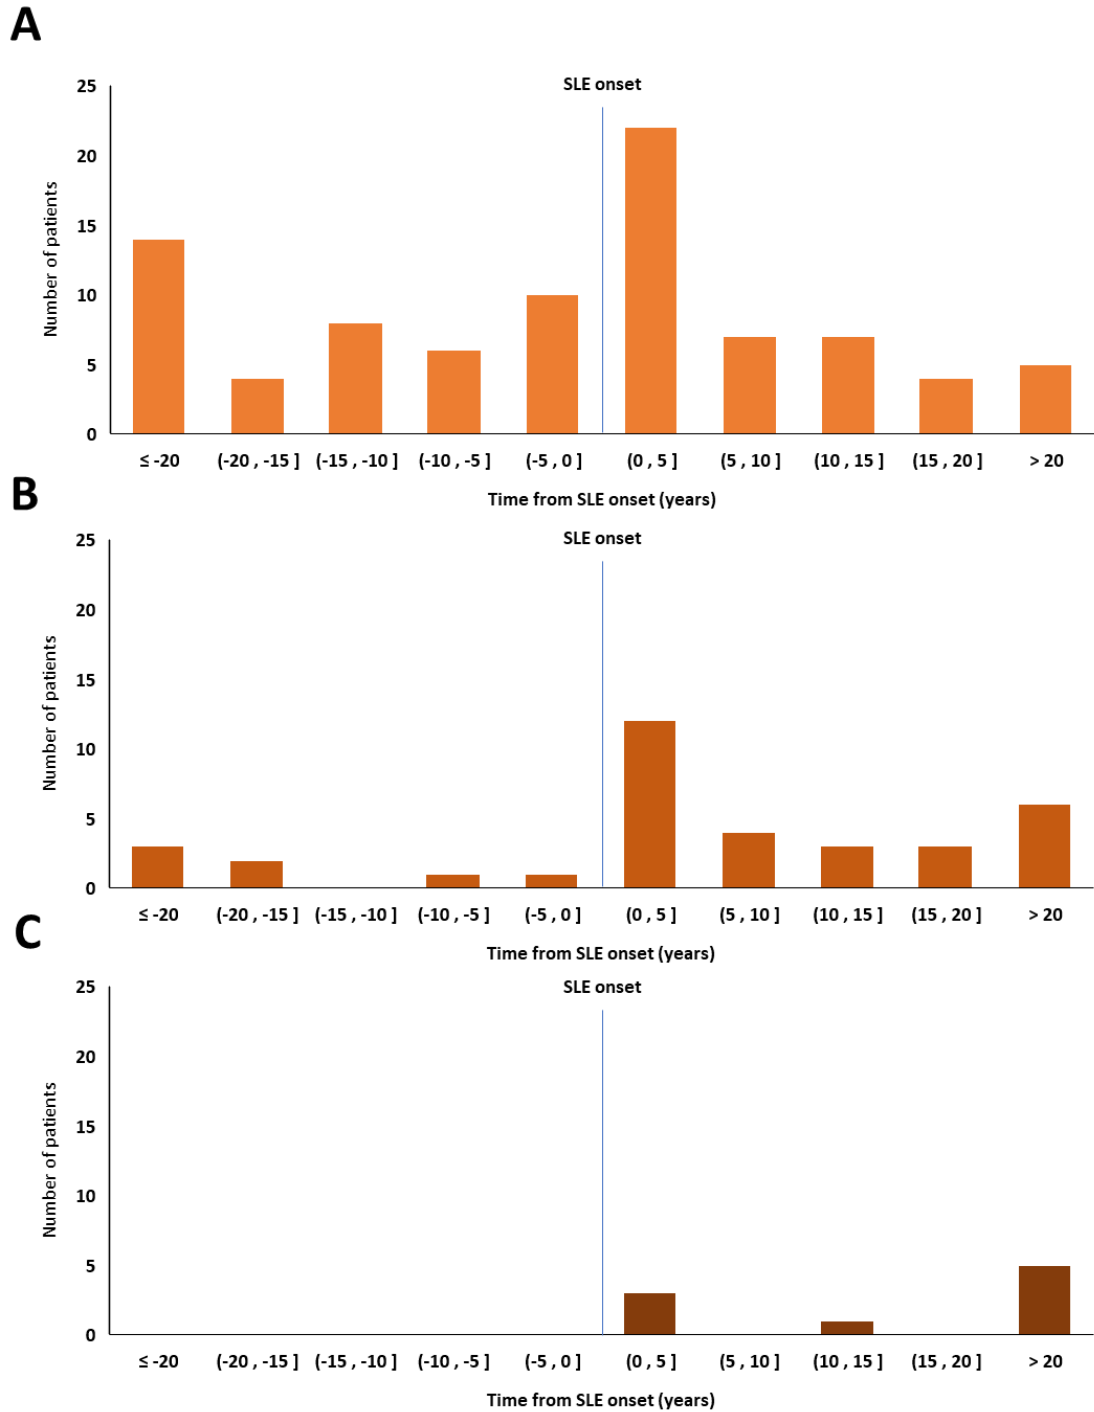 A
SLE onset
25
20
15
10
5
0
Number of patients
≤ -20 (-20 , -15 ] (-15 , -10 ] (-10 , -5 ] (-5 , 0 ] (0 , 5 ] (5 , 10 ] (10 , 15 ] (15 , 20 ] > 20
Time from SLE onset (years)
B
SLE onset
25
20
15
10
5
0
Number of patients
≤ -20 (-20 , -15 ] (-15 , -10 ] (-10 , -5 ] (-5 , 0 ] (0 , 5 ] (5 , 10 ] (10 , 15 ] (15 , 20 ] > 20
Time from SLE onset (years)
C
SLE onset
25
20
15
10
5
0
Number of patients
≤ -20 (-20 , -15 ] (-15 , -10 ] (-10 , -5 ] (-5 , 0 ] (0 , 5 ] (5 , 10 ] (10 , 15 ] (15 , 20 ] > 20
Time from SLE onset (years)